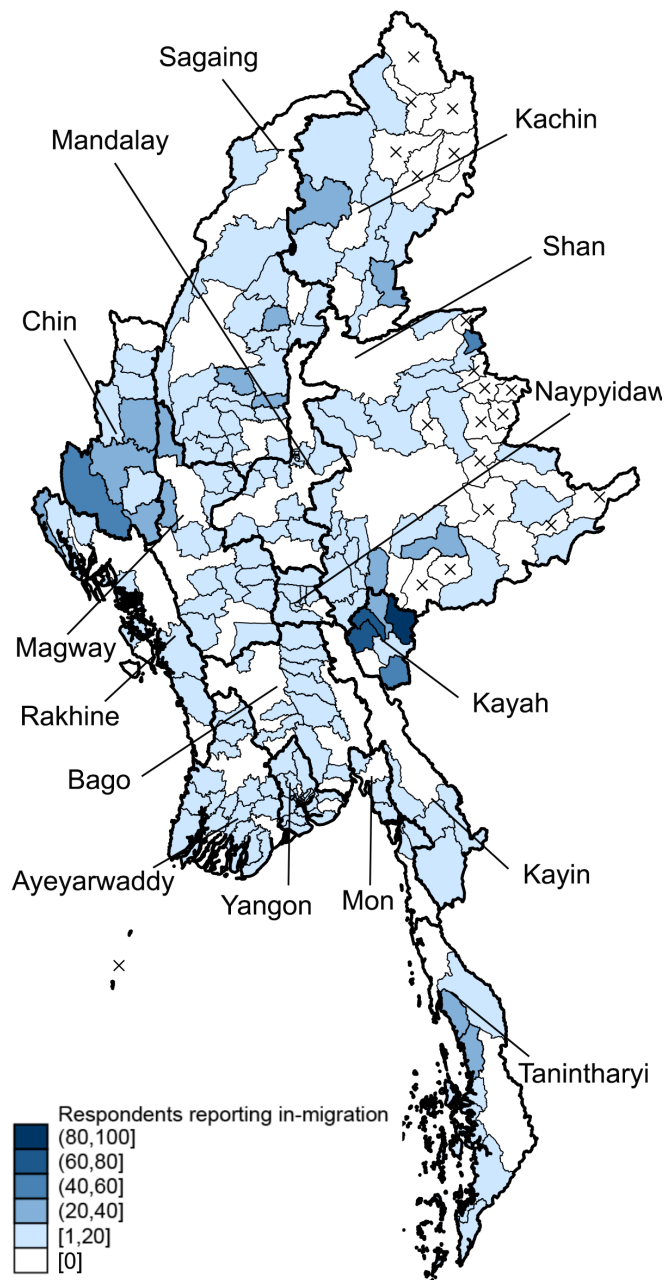 Sagaing
Mandalay
Kachin
Shan
Chin
Naypyidaw
Magway
Rakhine
Kayah
Bago
Ayeyarwaddy
Yangon
Mon
Kayin
Tanintharyi
Respondents reporting in-migration
(80,100]
(60,80]
(40,60]
(20,40]
[1,20]
[0]